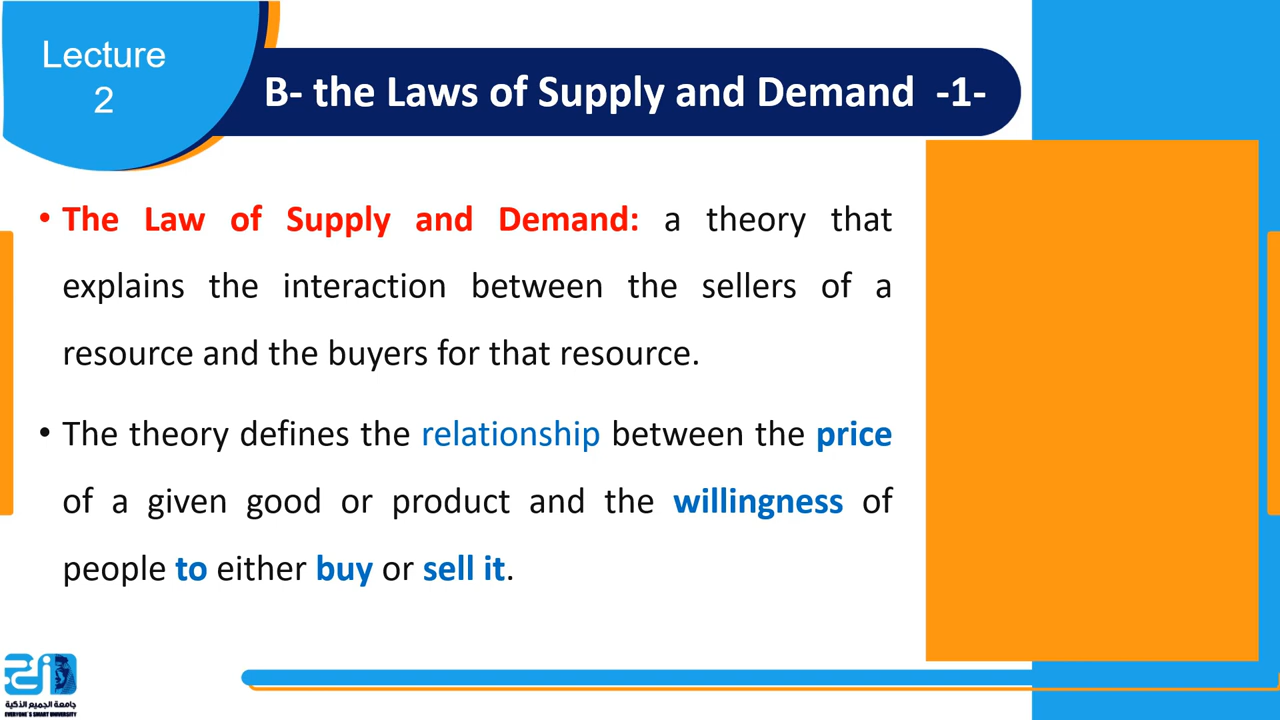 Lecture
2
B- the Laws of Supply and Demand -1-
• The Law of Supply and Demand: a theory that
explains the interaction between the sellers of a
resource and the buyers for that resource.
• The theory defines the relationship between the price
of a given good or product and the willingness of
people to either buy or sell it.
جامعة الجميع الذكية
EVERYONE'S SMART UNIVERSITY